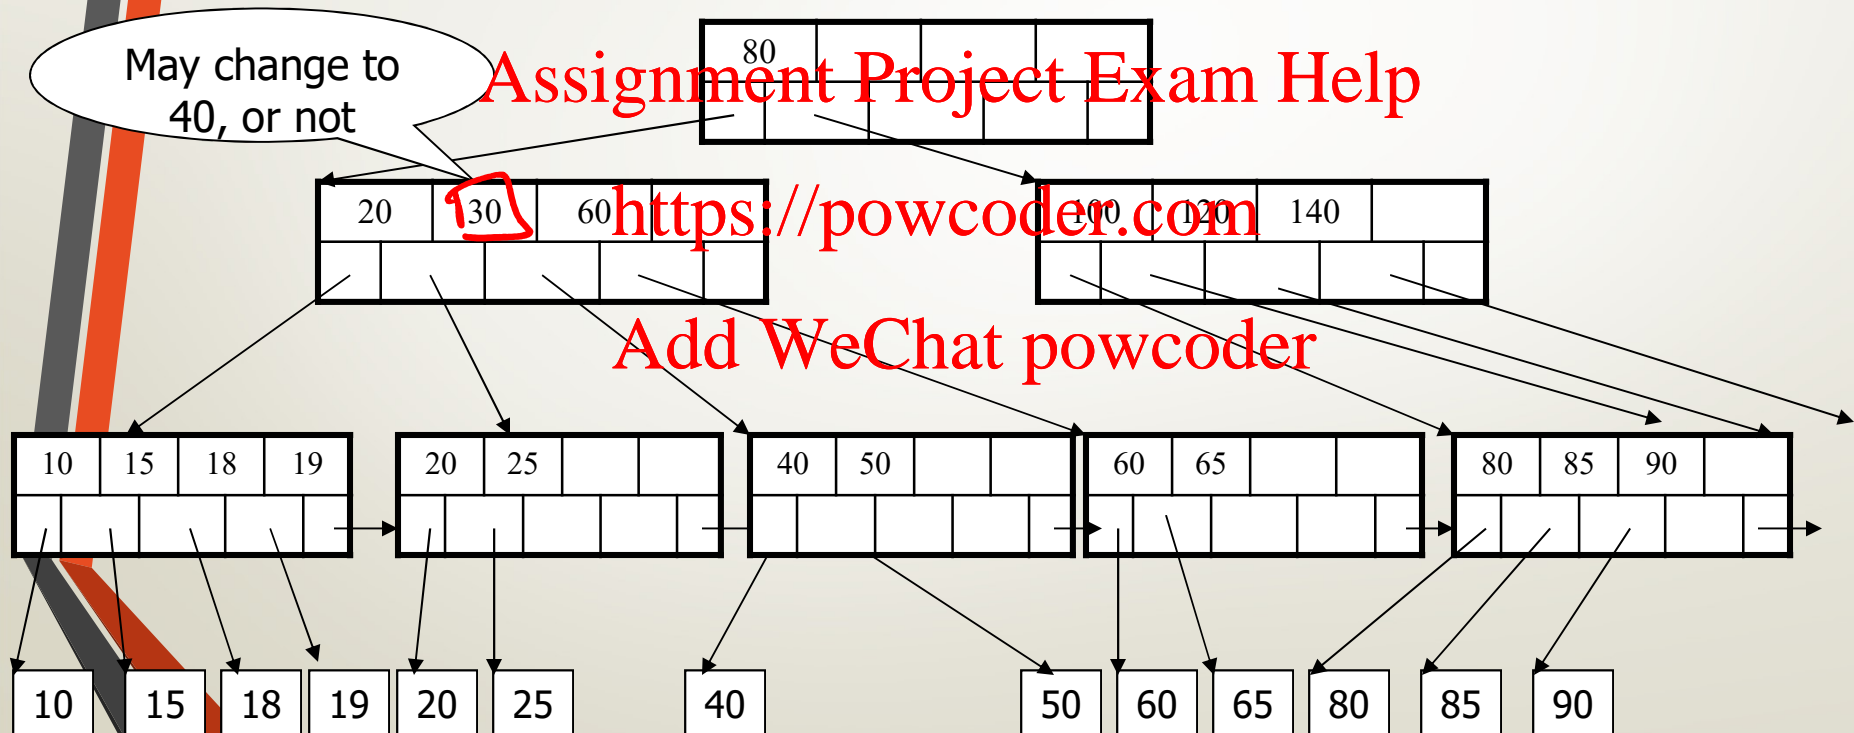 May change to
40, or not
80
Assignment Project Exam Help
20 30 60
100 120 140
https://powcoder.com
Add WeChat powcoder
10 15 18 19
20 25
40 50
60 65
80 85 90
10 15 18 19 20 25 40 50 60 65 80 85 90